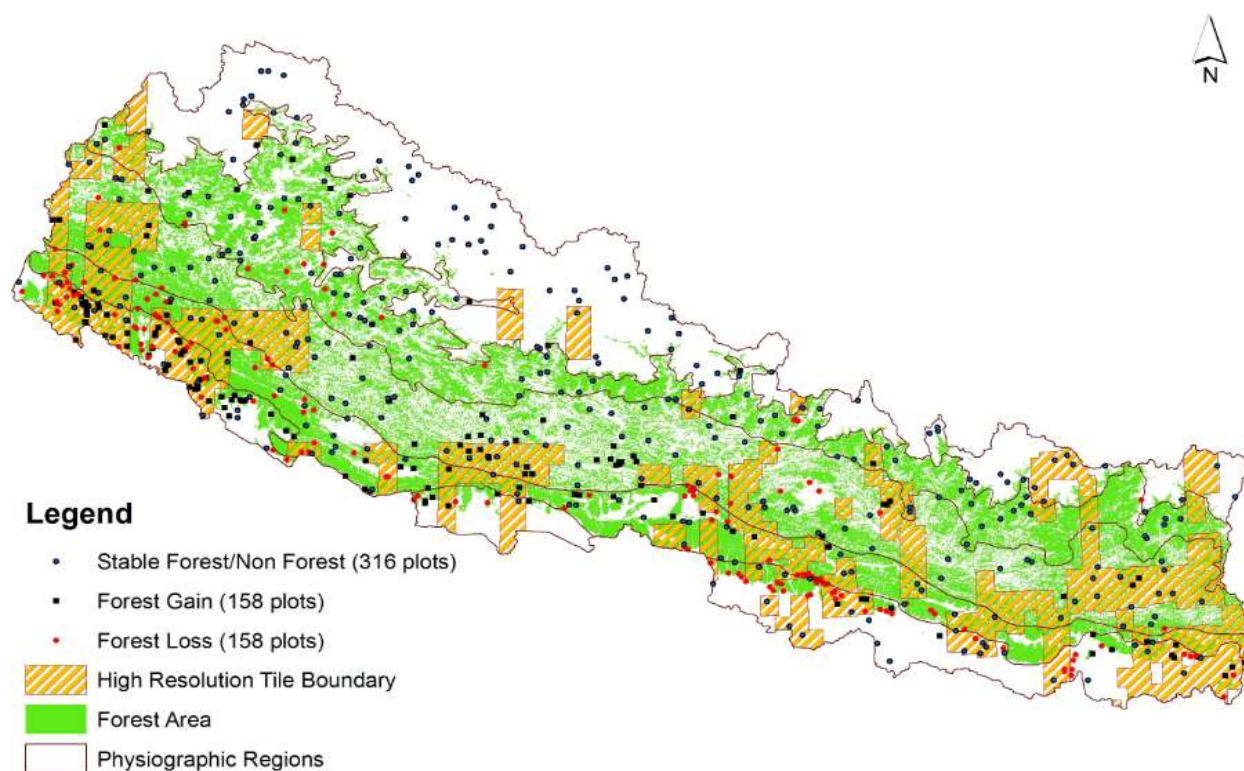 N
Legend
Stable Forest/Non Forest (316 plots)
Forest Gain (158 plots)
Forest Loss (158 plots)
High Resolution Tile Boundary
Forest Area
Physiographic Regions